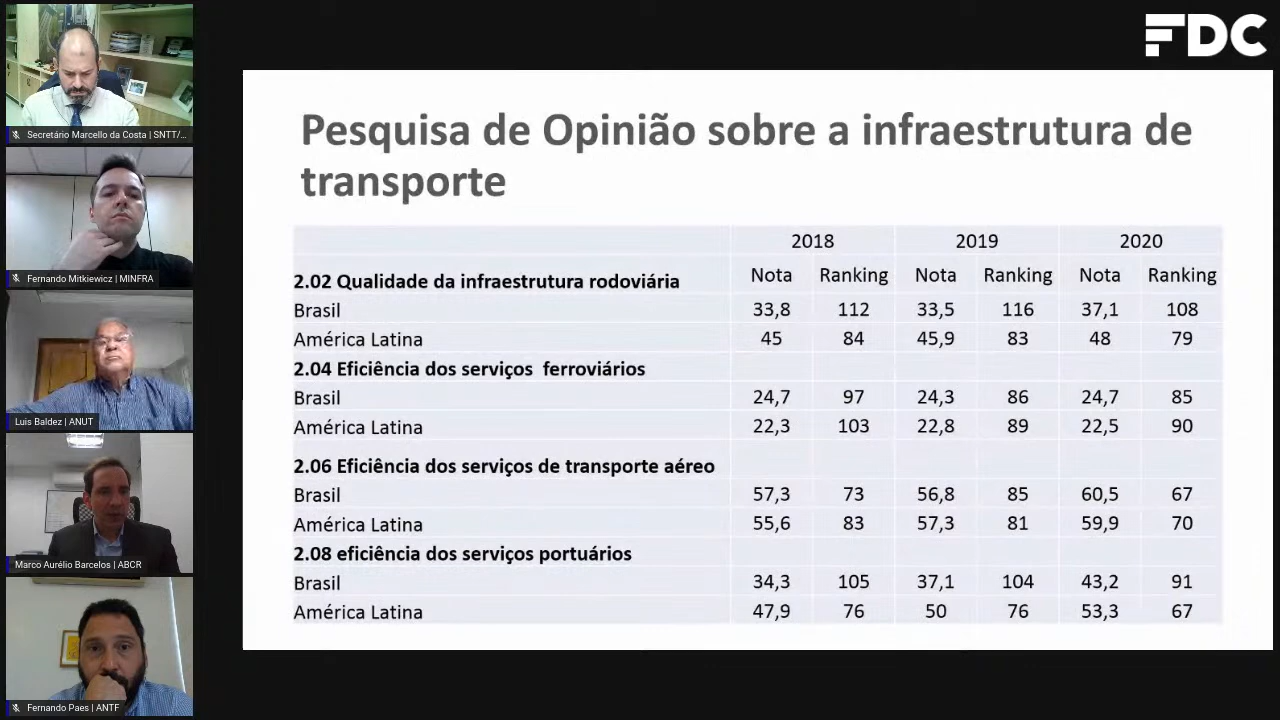 FDC
Secretário Marcello da Costa | SNTT/...
Fernando Mitkiewicz | MINFRA
Luis Baldez | ANUT
Marco Aurélio Barcelos | ABCR
Fernando Paes | ANTF
Pesquisa de Opinião sobre a infraestrutura de
transporte
2018 2019 2020
2.02 Qualidade da infraestrutura rodoviária Nota Ranking Nota Ranking Nota Ranking
Brasil 33,8 112 33,5 116 37,1 108
América Latina 45 84 45,9 83 48 79
2.04 Eficiência dos serviços ferroviários
Brasil 24,7 97 24,3 86 24,7 85
América Latina 22,3 103 22,8 89 22,5 90
2.06 Eficiência dos serviços de transporte aéreo
Brasil 57,3 73 56,8 85 60,5 67
América Latina 55,6 83 57,3 81 59,9 70
2.08 eficiência dos serviços portuários
Brasil 34,3 105 37,1 104 43,2 91
América Latina 47,9 76 50 76 53,3 67